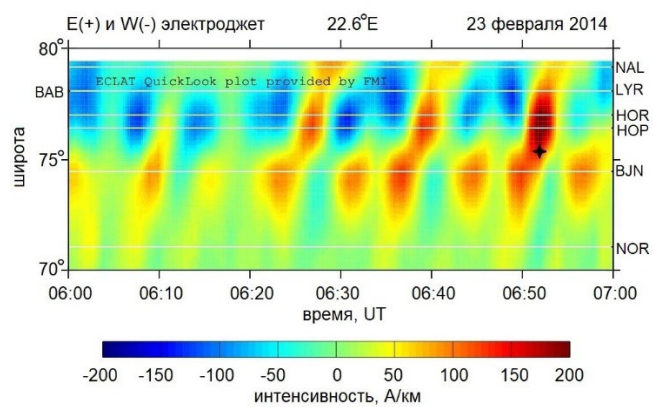 E(+) и W(-) электроджет 22.6°E 23 февраля 2014
80°
ECLAT QuickLook plot provided by FMI
NAL
BAB
LYR
HOR
HOP
75°
BJN
NOR
70°
широта
06:00 06:10 06:20 06:30 06:40 06:50 07:00
время, UT
-200 -150 -100 -50 0 50 100 150 200
интенсивность, А/км